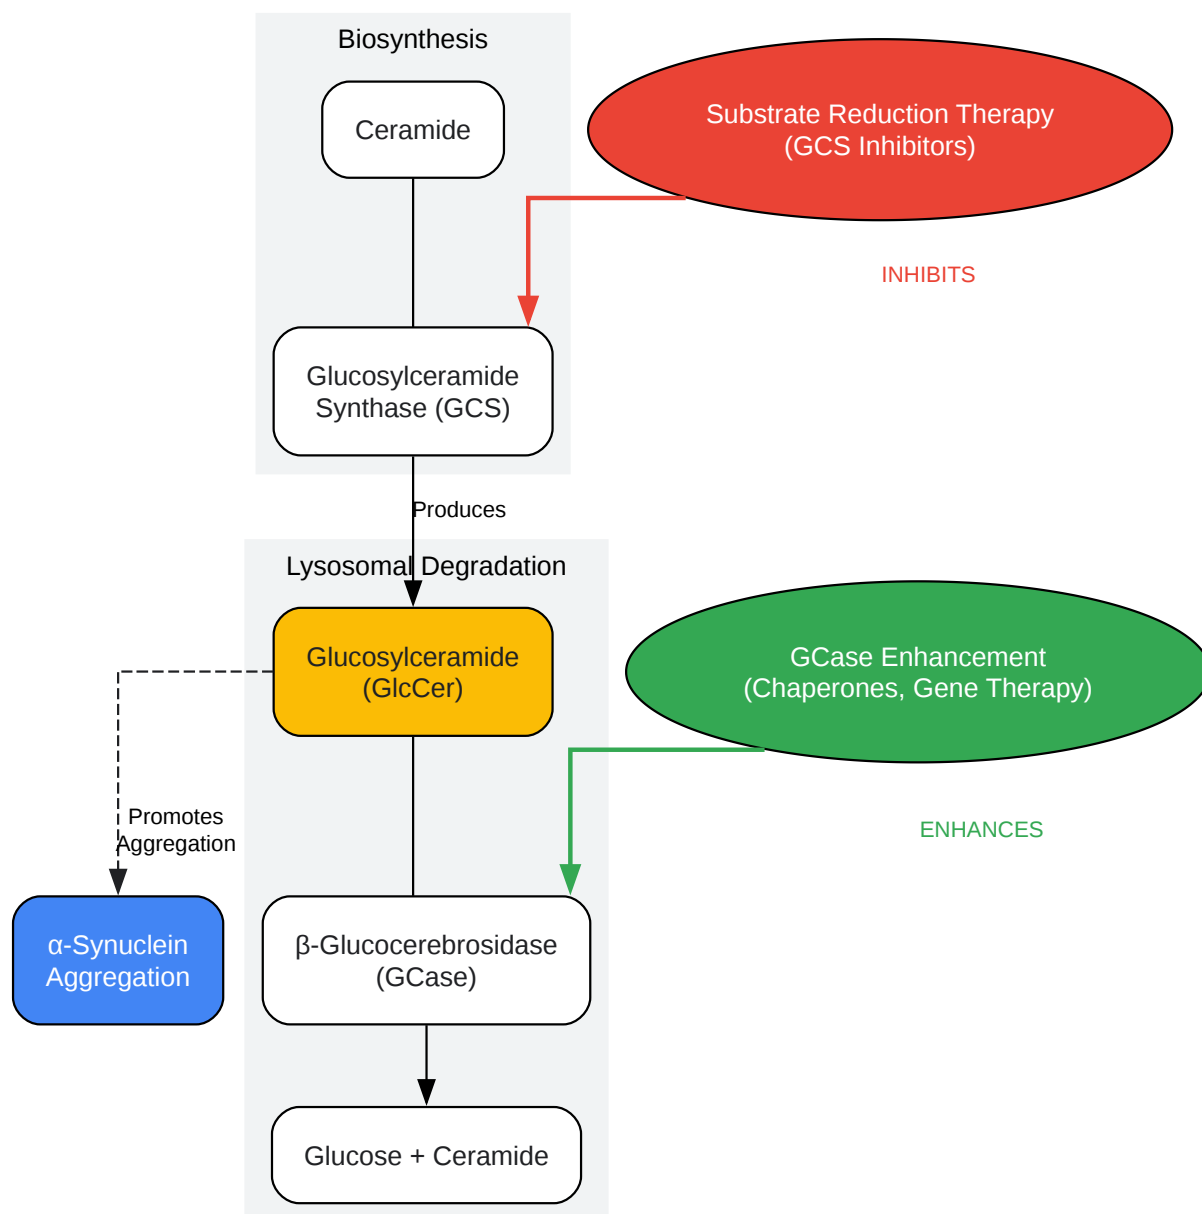 Biosynthesis
Ceramide
Substrate Reduction Therapy
(GCS Inhibitors)
INHIBITS
Glucosylceramide
Synthase (GCS)
Produces
Lysosomal Degradation
Glucosylceramide
(GlcCer)
GCase Enhancement
(Chaperones, Gene Therapy)
Promotes
Aggregation
ENHANCES
α-Synuclein
Aggregation
β-Glucocerebrosidase
(GCase)
Glucose + Ceramide